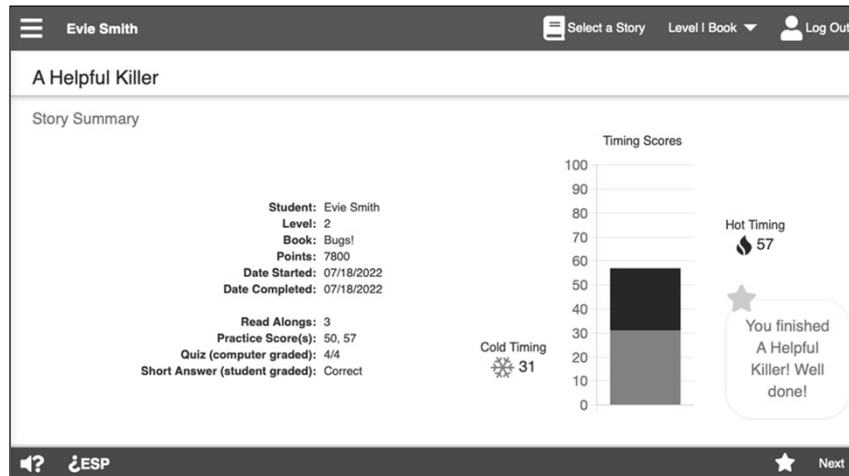 Evie Smith
Select a Story
Level | Book
Log Out
A Helpful Killer
Story Summary
Student: Evie Smith
Level: 2
Book: Bugs!
Points: 7800
Date Started: 07/18/2022
Date Completed: 07/18/2022
Read Alongs: 3
Practice Score(s): 50, 57
Quiz (computer graded): 4/4
Short Answer (student graded): Correct
Timing Scores
100
90
80
70
60
50
40
30
20
10
0
Cold Timing
31
Hot Timing
57
You finished
A Helpful
Killer! Well
done!
?
¿ESP
Next